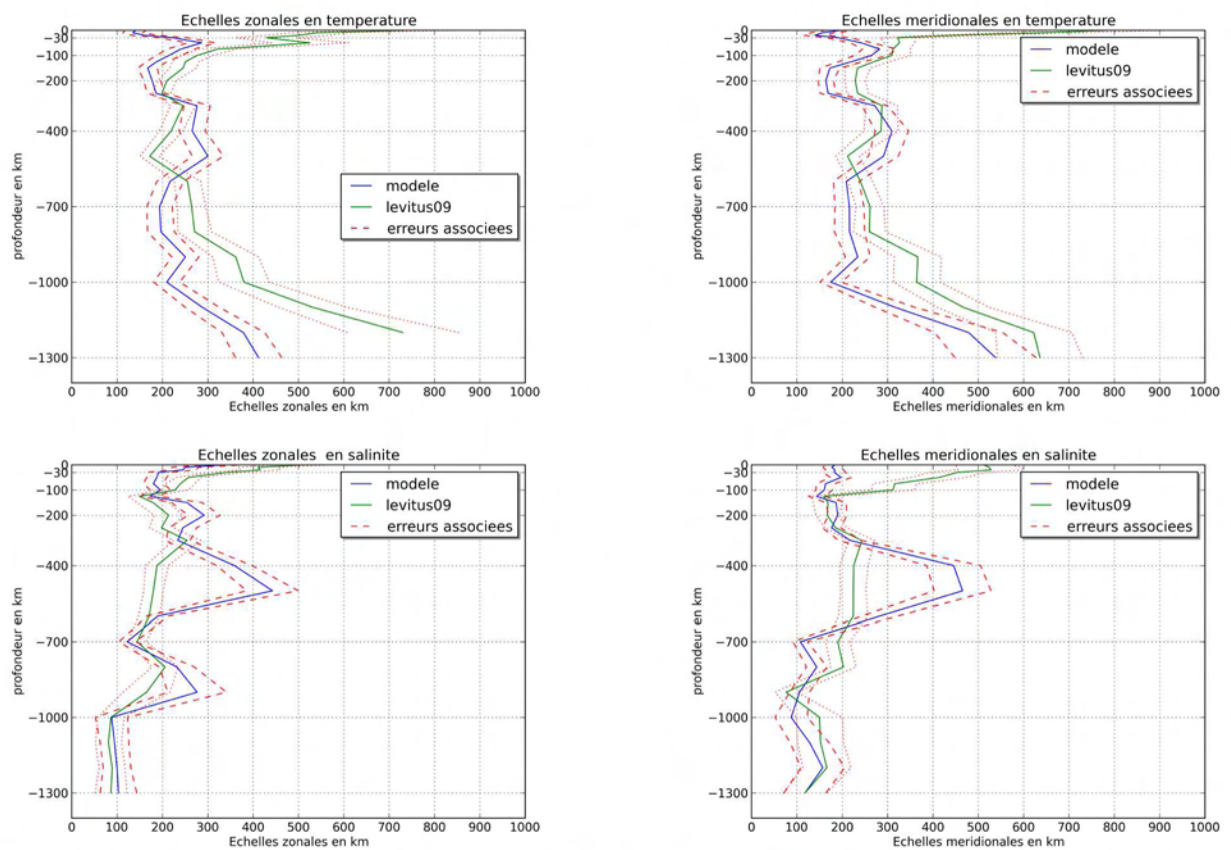 Echelles zonales en temperature
0
−30
−100
−200
−400
−700
−1000
−1300
profondeur en km
modele
levitus09
erreurs associees
0 100 200 300 400 500 600 700 800 900 1000
Echelles zonales en km
Echelles meridionales en temperature
0
−30
−100
−200
−400
−700
−1000
−1300
profondeur en km
modele
levitus09
erreurs associees
0 100 200 300 400 500 600 700 800 900 1000
Echelles meridionales en km
Echelles zonales en salinite
0
−30
−100
−200
−400
−700
−1000
−1300
profondeur en km
modele
levitus09
erreurs associees
0 100 200 300 400 500 600 700 800 900 1000
Echelles zonales en km
Echelles meridionales en salinite
0
−30
−100
−200
−400
−700
−1000
−1300
profondeur en km
modele
levitus09
erreurs associees
0 100 200 300 400 500 600 700 800 900 1000
Echelles meridionales en km